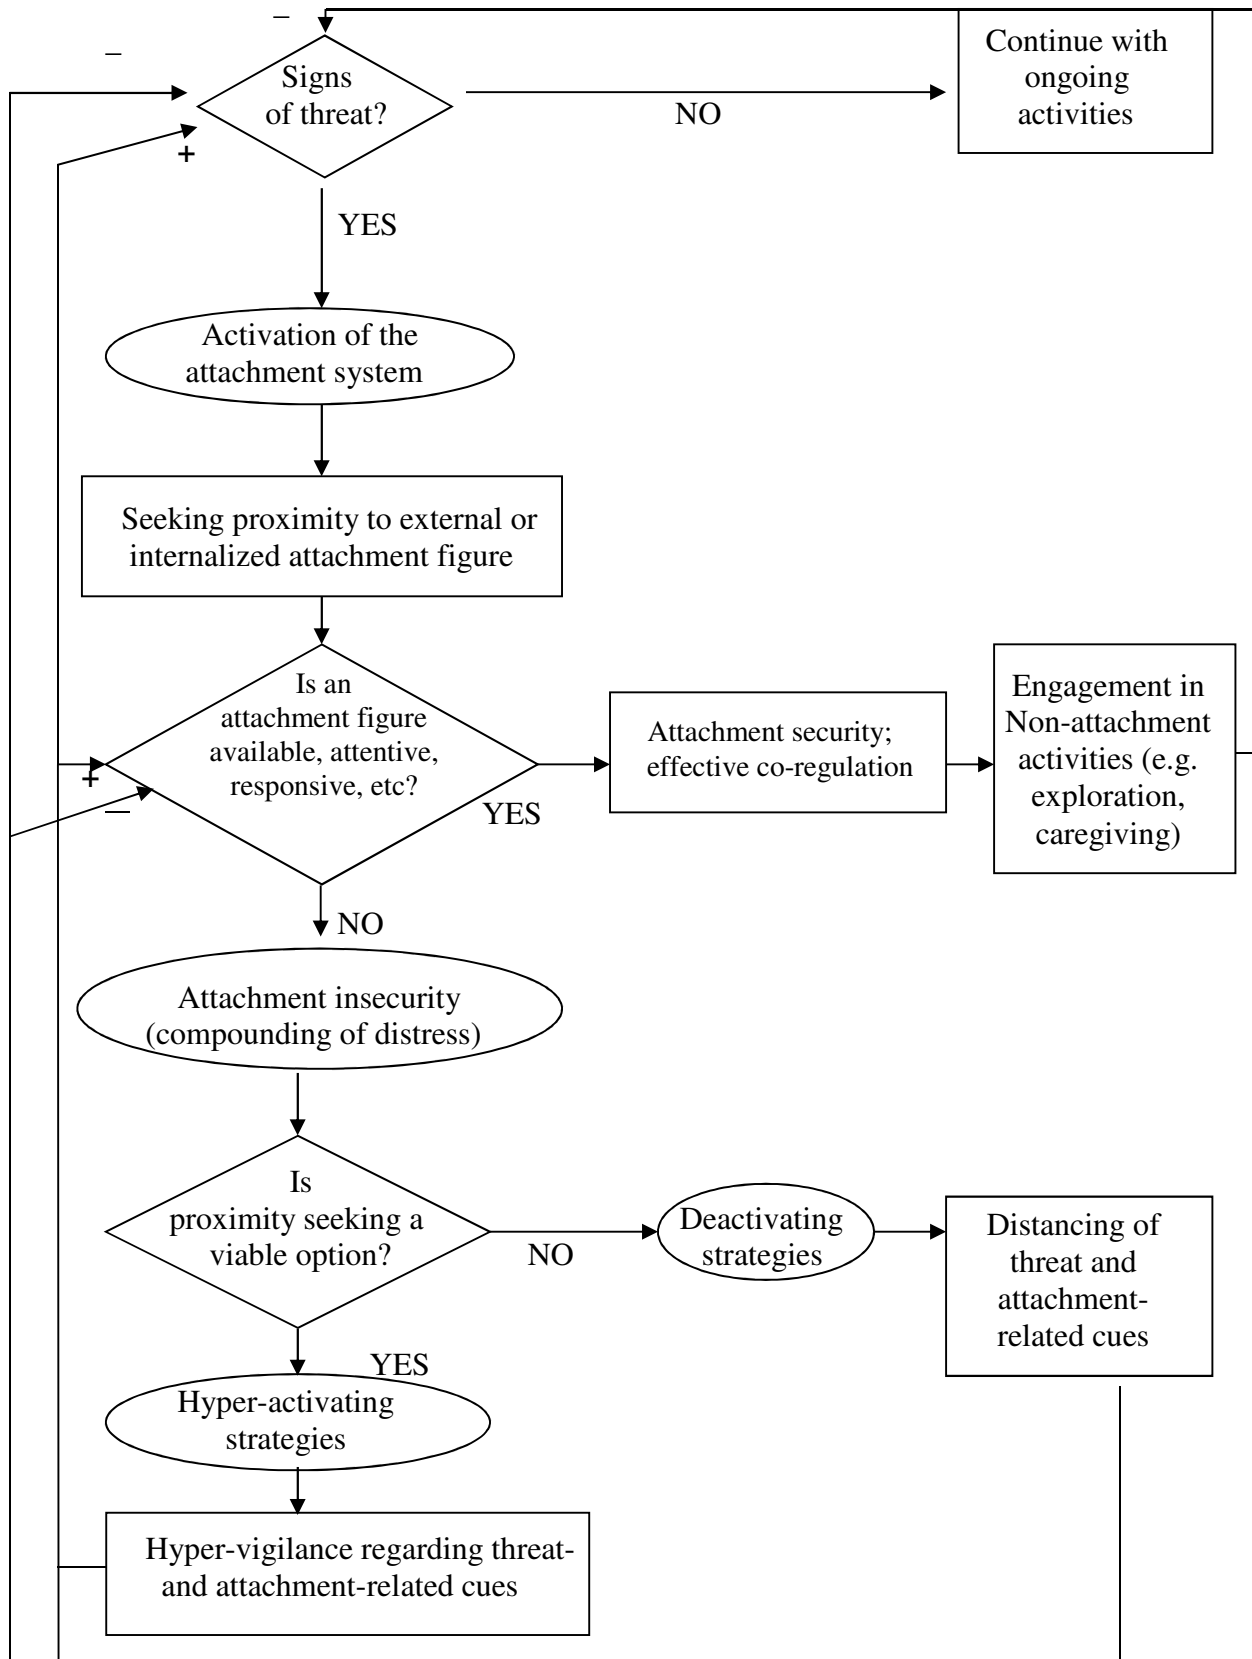 –
–
Signs
of threat?
+
NO
Continue with
ongoing
activities
YES
Activation of the
attachment system
Seeking proximity to external or
internalized attachment figure
Is an
attachment figure
available, attentive,
responsive, etc?
+
—
YES
Attachment security;
effective co-regulation
Engagement in
Non-attachment
activities (e.g.
exploration,
caregiving)
NO
Attachment insecurity
(compounding of distress)
Is
proximity seeking a
viable option?
NO
Deactivating
strategies
Distancing of
threat and
attachment-
related cues
YES
Hyper-activating
strategies
Hyper-vigilance regarding threat-
and attachment-related cues